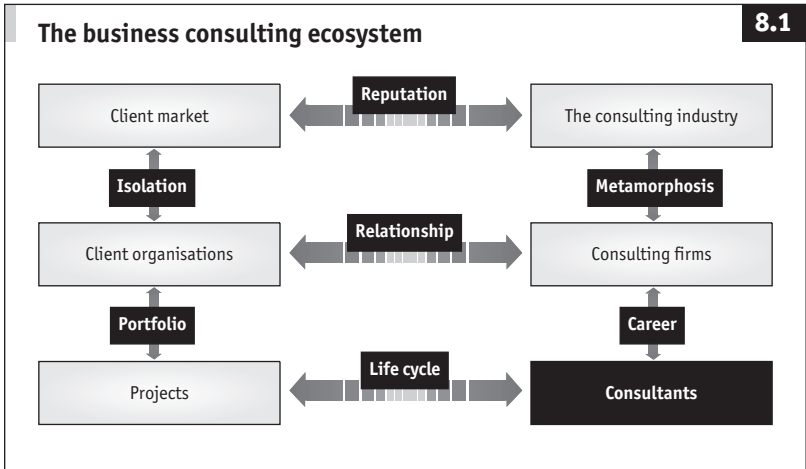 The business consulting ecosystem
8.1
Reputation
Client market
The consulting industry
Isolation
Metamorphosis
Relationship
Client organisations
Consulting firms
Portfolio
Career
Life cycle
Projects
Consultants